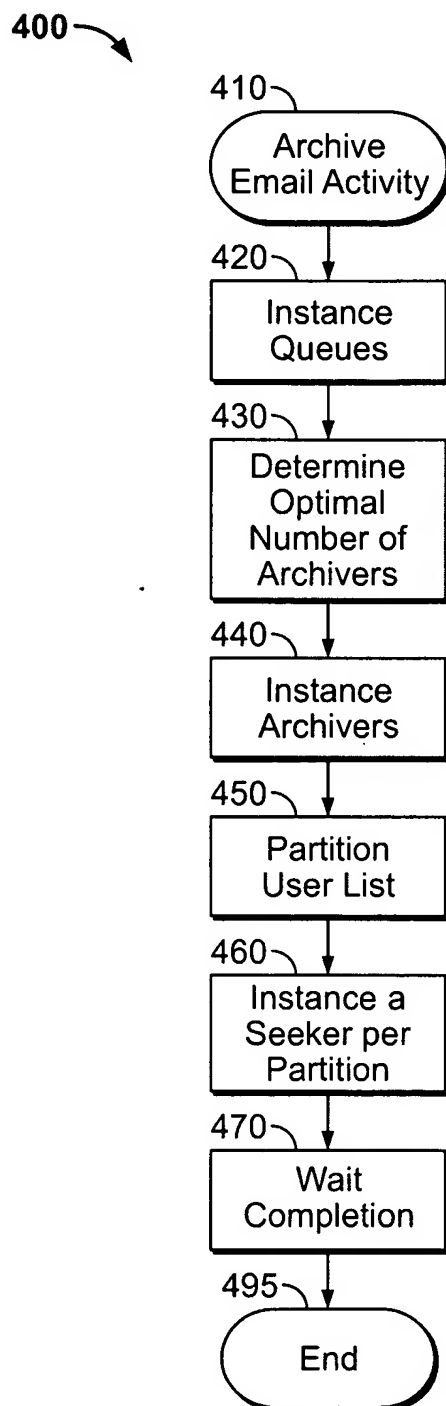 400
410
Archive
Email Activity
420
Instance
Queues
430
Determine
Optimal
Number of
Archivers
440
Instance
Archivers
450
Partition
User List
460
Instance a
Seeker per
Partition
470
Wait
Completion
495
End